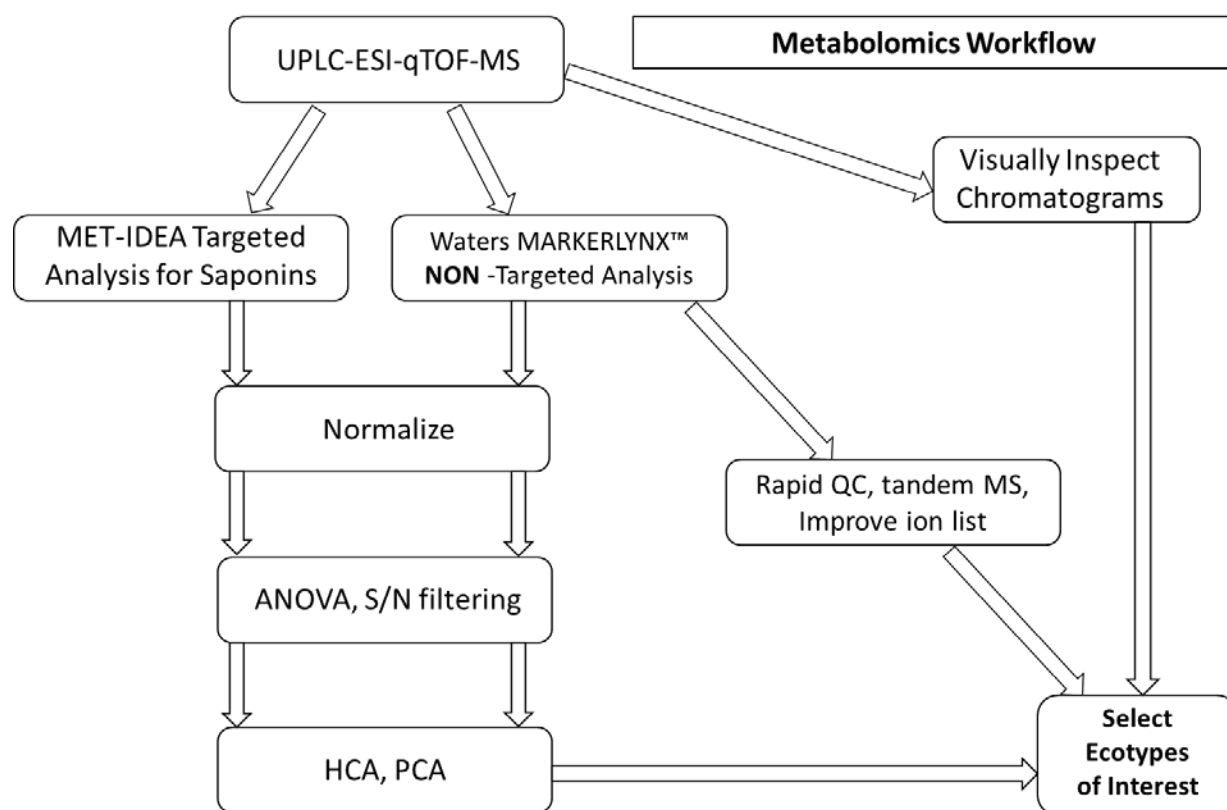 Metabolomics Workflow
UPLC-ESI-qTOF-MS
Visually Inspect
Chromatograms
MET-IDEA Targeted
Analysis for Saponins
Waters MARKERLYNX™
NON -Targeted Analysis
Normalize
Rapid QC, tandem MS,
Improve ion list
ANOVA, S/N filtering
HCA, PCA
Select
Ecotypes
of Interest